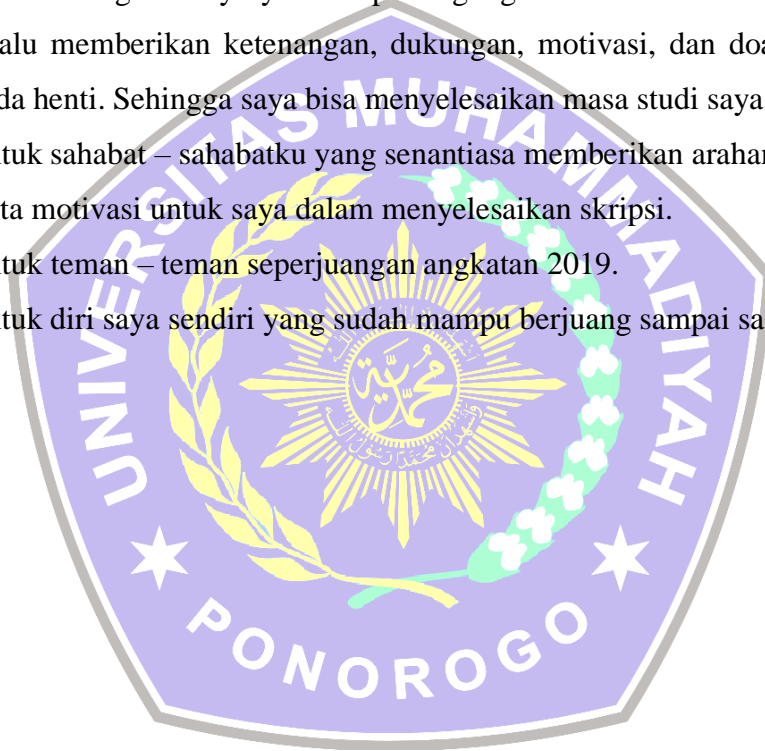 alu memberikan ketenangan, dukungan, motivasi, dan doa
da henti. Sehingga saya bisa menyelesaikan masa studi saya
tuk sahabat – sahabatku yang senantiasa memberikan arahan
ta motivasi untuk saya dalam menyelesaikan skripsi.
tuk teman – teman seperjuangan angkatan 2019.
tuk diri saya sendiri yang sudah mampu berjuang sampai sa
UNIVERSITAS MUHAMMADIYAH
PONOROGO
محمدية